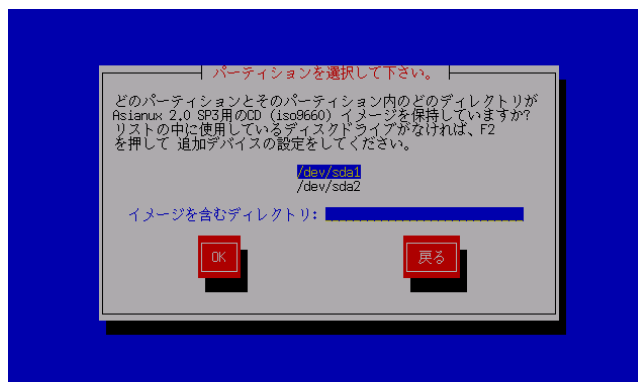 パーティションを選択して下さい。
どのパーティションとそのパーティション内のどのディレクトリが
Asianux 2.0 SP3用のCD (iso9660) イメージを保持していますか?
リストの中に使用しているディスクドライブがなければ、F2
を押して 追加デバイスの設定をしてください。
/dev/sda1
/dev/sda2
イメージを含むディレクトリ:
OK 戻る